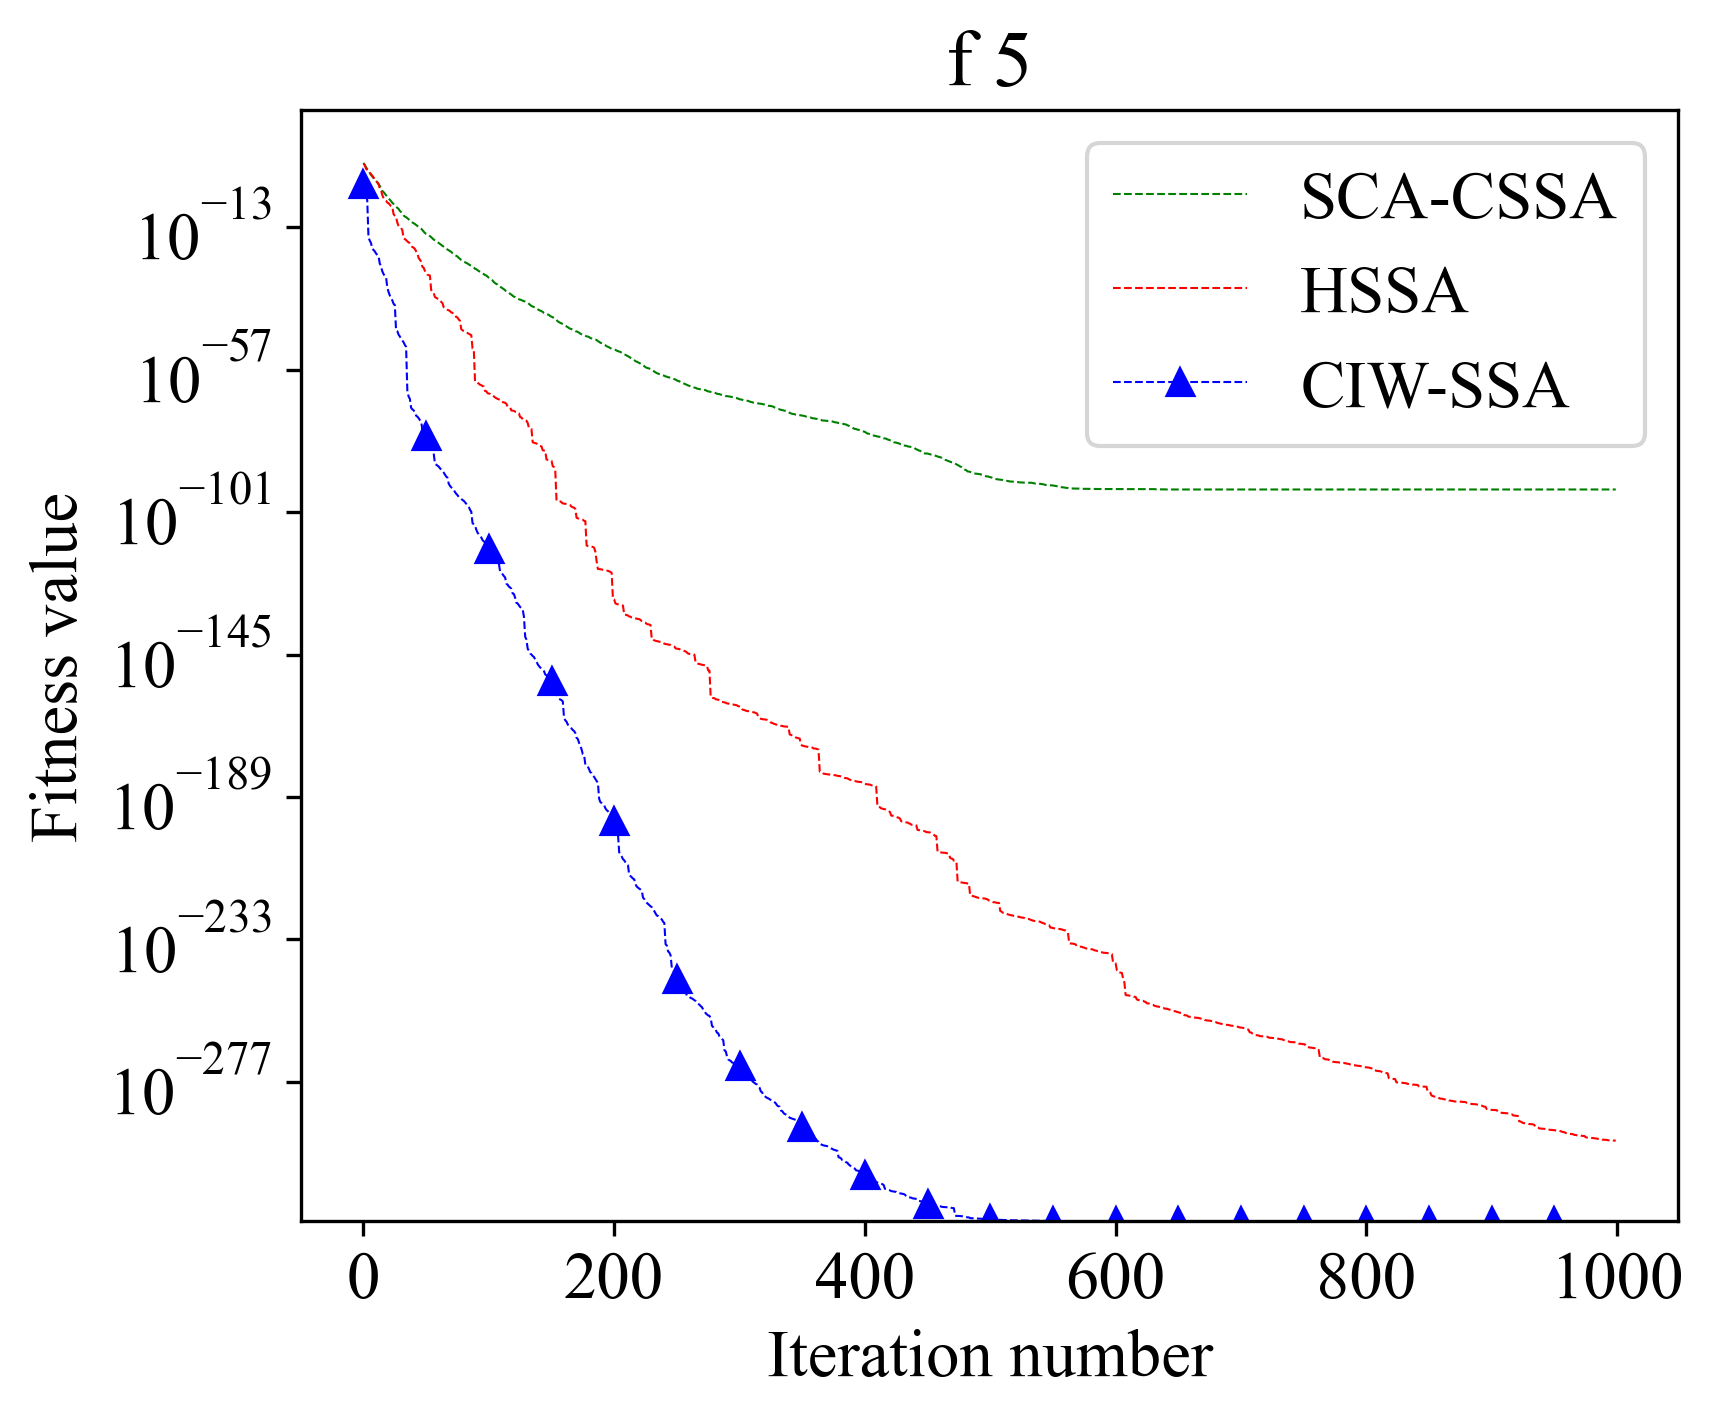 f 5
SCA-CSSA
HSSA
CIW-SSA
Fitness value
10^−13
10^−57
10^−101
10^−145
10^−189
10^−233
10^−277
0 200 400 600 800 1000
Iteration number